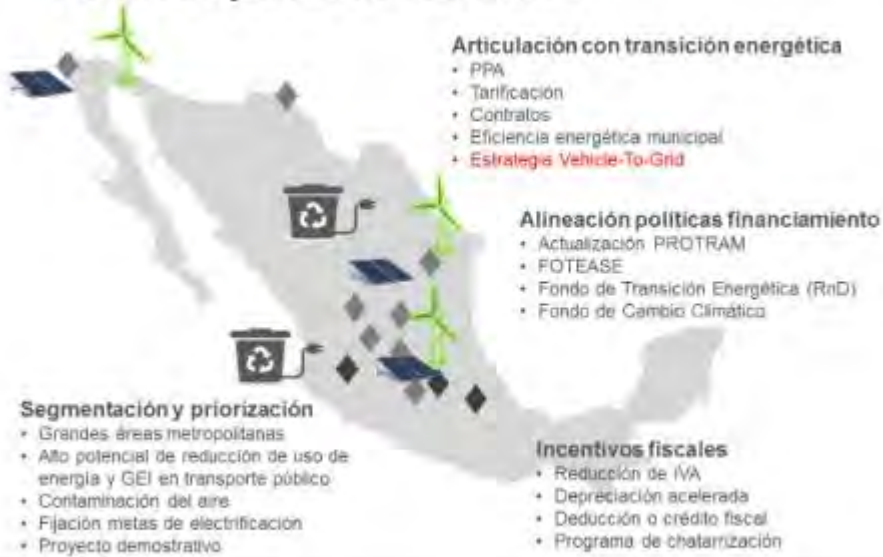 Articulación con transición energética
• PPA
• Tarificación
• Contratos
• Eficiencia energética municipal
• Estrategia Vehicle-To-Grid
Alineación políticas financiamiento
• Actualización PROTRAM
• FOTEASE
• Fondo de Transición Energética (RnD)
• Fondo de Cambio Climático
Segmentación y priorización
• Grandes áreas metropolitanas
• Alto potencial de reducción de uso de
energía y GEI en transporte público
• Contaminación del aire
• Fijación metas de electrificación
• Proyecto demostrativo
Incentivos fiscales
• Reducción de IVA
• Depreciación acelerada
• Deducción o crédito fiscal
• Programa de chatarrización